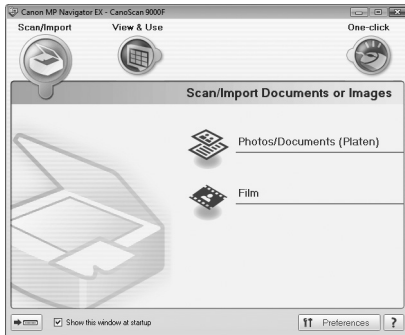 Canon MP Navigator EX - CanoScan 9000F
Scan/Import View & Use One-click
Scan/Import Documents or Images
Photos/Documents (Platen)
Film
Show this window at startup
Preferences ?